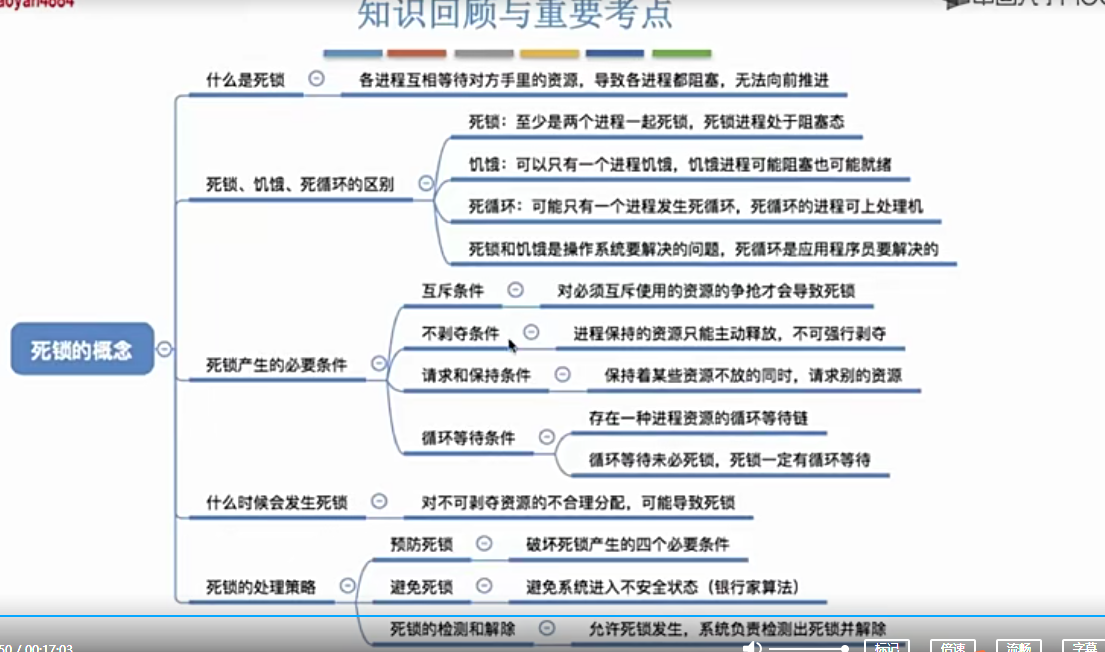 知识回顾与重要考点
什么是死锁
各进程互相等待对方手里的资源，导致各进程都阻塞，无法向前推进
死锁、饥饿、死循环的区别
死锁：至少是两个进程一起死锁，死锁进程处于阻塞态
饥饿：可以只有一个进程饥饿，饥饿进程可能阻塞也可能就绪
死循环：可能只有一个进程发生死循环，死循环的进程可上处理机
死锁和饥饿是操作系统要解决的问题，死循环是应用程序员要解决的
死锁的概念
死锁产生的必要条件
互斥条件
对必须互斥使用的资源的争抢才会导致死锁
不剥夺条件
进程保持的资源只能主动释放，不可强行剥夺
请求和保持条件
保持着某些资源不放的同时，请求别的资源
循环等待条件
存在一种进程资源的循环等待链
循环等待未必死锁，死锁一定有循环等待
什么时候会发生死锁
对不可剥夺资源的不合理分配，可能导致死锁
死锁的处理策略
预防死锁
破坏死锁产生的四个必要条件
避免死锁
避免系统进入不安全状态（银行家算法）
死锁的检测和解除
允许死锁发生，系统负责检测出死锁并解除
50 / 00:17:03
标记
倍速
流畅
字幕